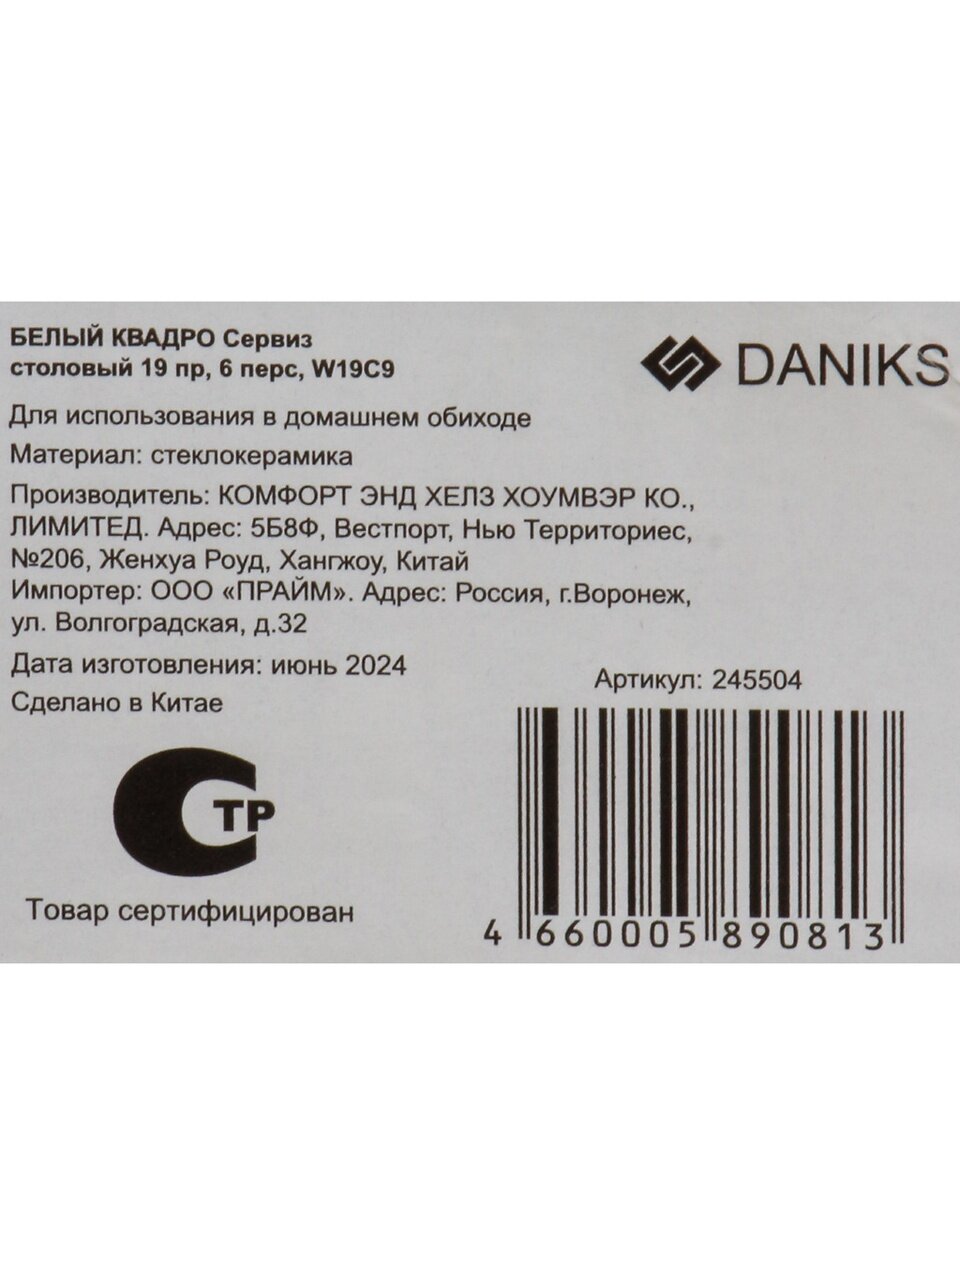 БЕЛЫЙ КВАДРО Сервиз
столовый 19 пр, 6 перс, W19C9
DANIKS
Для использования в домашнем обиходе
Материал: стеклокерамика
Производитель: КОМФОРТ ЭНД ХЕЛЗ ХОУМВЭР КО.,
ЛИМИТЕД. Адрес: 5Б8Ф, Вестпорт, Нью Территориес,
№206, Женхуа Роуд, Хангжоу, Китай
Импортер: ООО «ПРАЙМ». Адрес: Россия, г.Воронеж,
ул. Волгоградская, д.32
Дата изготовления: июнь 2024
Сделано в Китае
Артикул: 245504
ТР
Товар сертифицирован
4 660005 890813